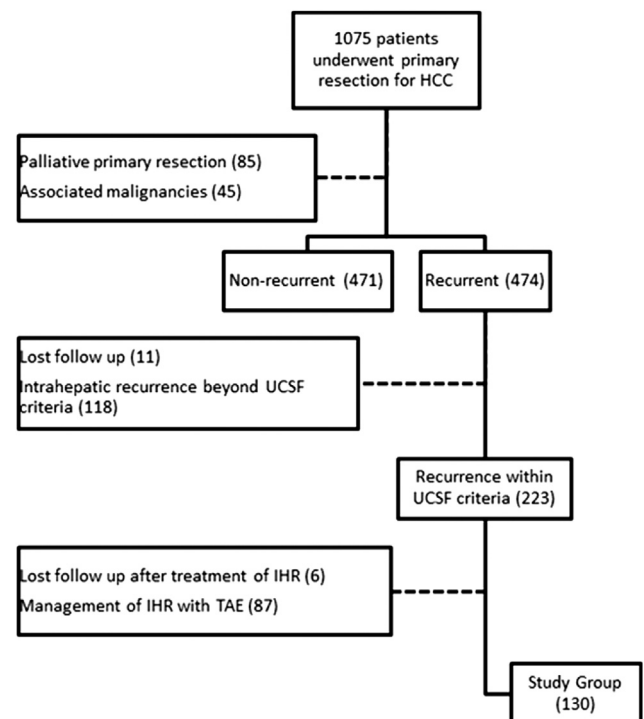 1075 patients
underwent primary
resection for HCC
Palliative primary resection (85)
Associated malignancies (45)
Non-recurrent (471)
Recurrent (474)
Lost follow up (11)
Intrahepatic recurrence beyond UCSF
criteria (118)
Recurrence within
UCSF criteria (223)
Lost follow up after treatment of IHR (6)
Management of IHR with TAE (87)
Study Group
(130)